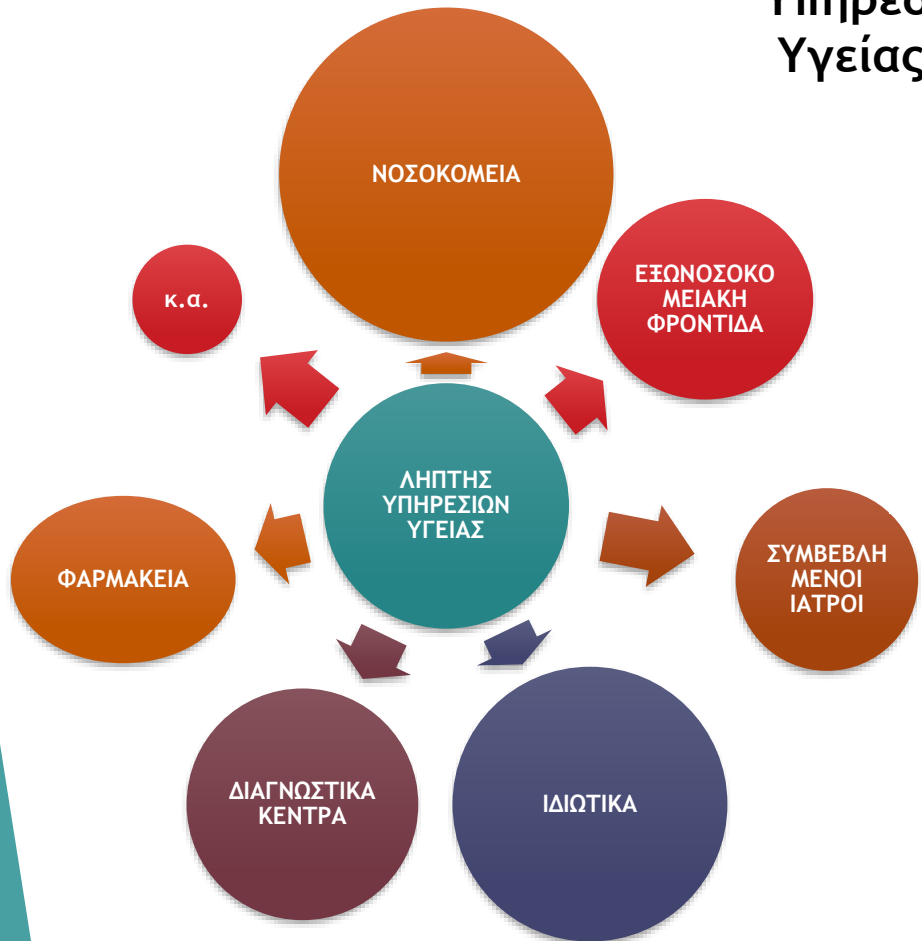 Υγείας
ΝΟΣΟΚΟΜΕΙΑ
κ.α.
ΕΞΩΝΟΣΟΚΟ
ΜΕΙΑΚΗ
ΦΡΟΝΤΙΔΑ
ΛΗΠΤΗΣ
ΥΠΗΡΕΣΙΩΝ
ΥΓΕΙΑΣ
ΦΑΡΜΑΚΕΙΑ
ΣΥΜΒΕΒΛΗ
ΜΕΝΟΙ
ΙΑΤΡΟΙ
ΔΙΑΓΝΩΣΤΙΚΑ
ΚΕΝΤΡΑ
ΙΔΙΩΤΙΚΑ